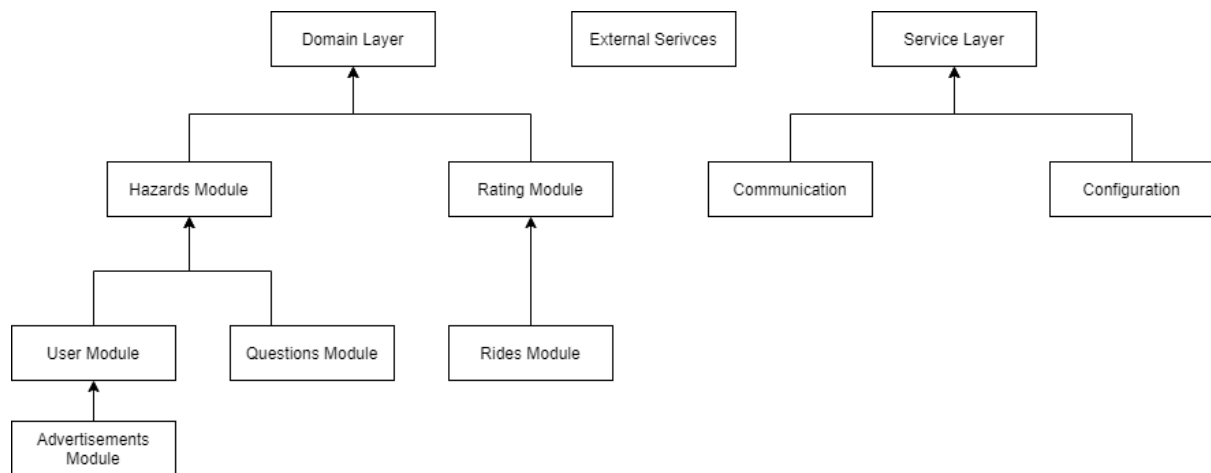 Domain Layer
External Serivces
Service Layer
Hazards Module
Rating Module
Communication
Configuration
User Module
Questions Module
Rides Module
Advertisements
Module